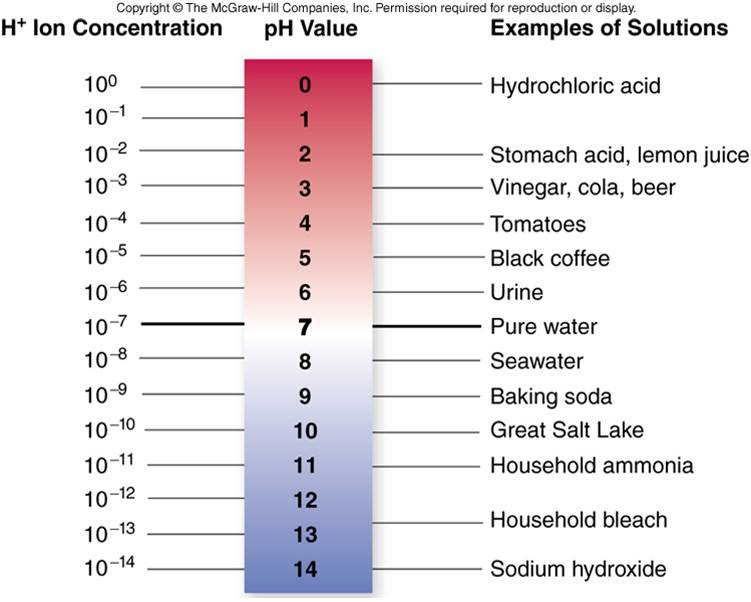 Copyright © The McGraw-Hill Companies, Inc. Permission required for reproduction or display.
H⁺ Ion Concentration pH Value Examples of Solutions
10⁰ 0 Hydrochloric acid
10⁻¹ 1
10⁻² 2 Stomach acid, lemon juice
10⁻³ 3 Vinegar, cola, beer
10⁻⁴ 4 Tomatoes
10⁻⁵ 5 Black coffee
10⁻⁶ 6 Urine
10⁻⁷ 7 Pure water
10⁻⁸ 8 Seawater
10⁻⁹ 9 Baking soda
10⁻¹⁰ 10 Great Salt Lake
10⁻¹¹ 11 Household ammonia
10⁻¹² 12
Household bleach
10⁻¹³ 13
10⁻¹⁴ 14 Sodium hydroxide